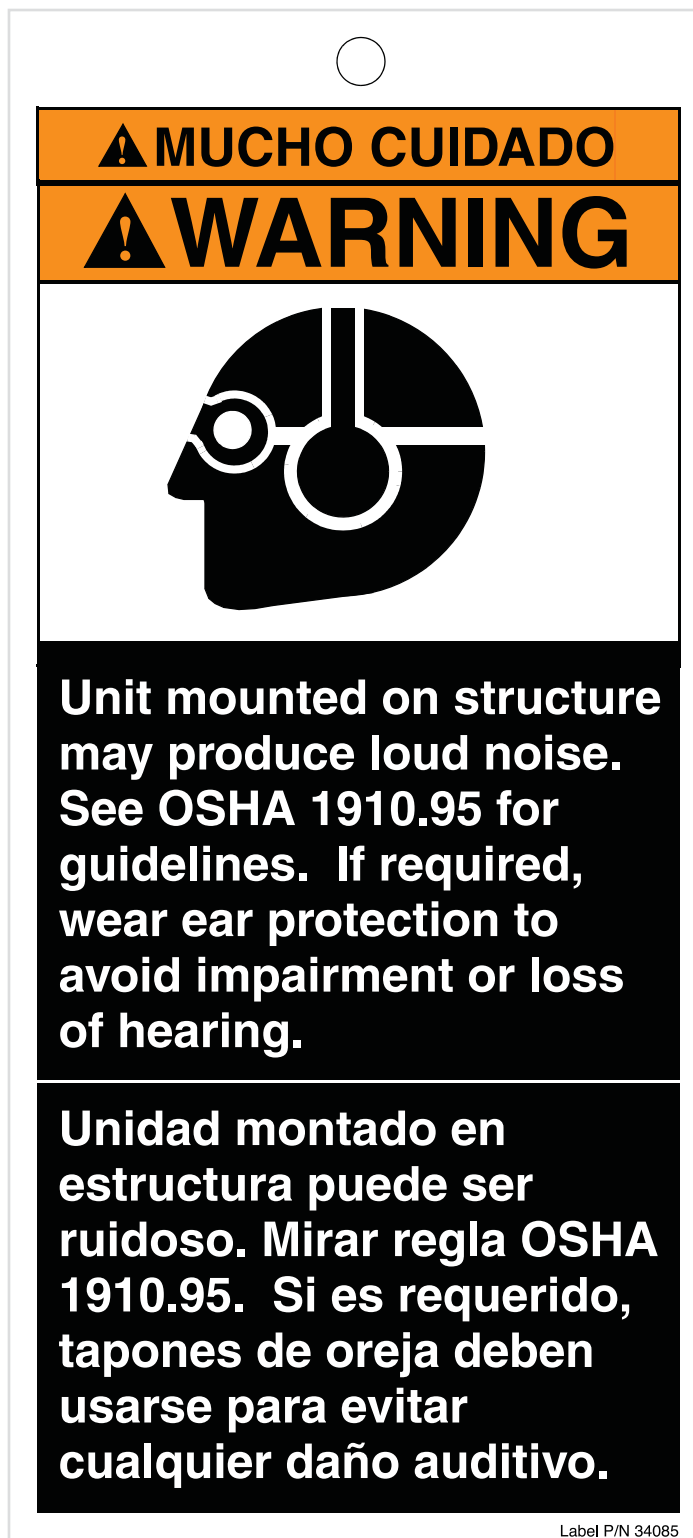 MUCHO CUIDADO
WARNING
Unit mounted on structure
may produce loud noise.
See OSHA 1910.95 for
guidelines.  If required,
wear ear protection to
avoid impairment or loss
of hearing.
Unidad montado en
estructura puede ser
ruidoso. Mirar regla OSHA
1910.95.  Si es requerido,
tapones de oreja deben
usarse para evitar
cualquier daño auditivo.
Label P/N 34085